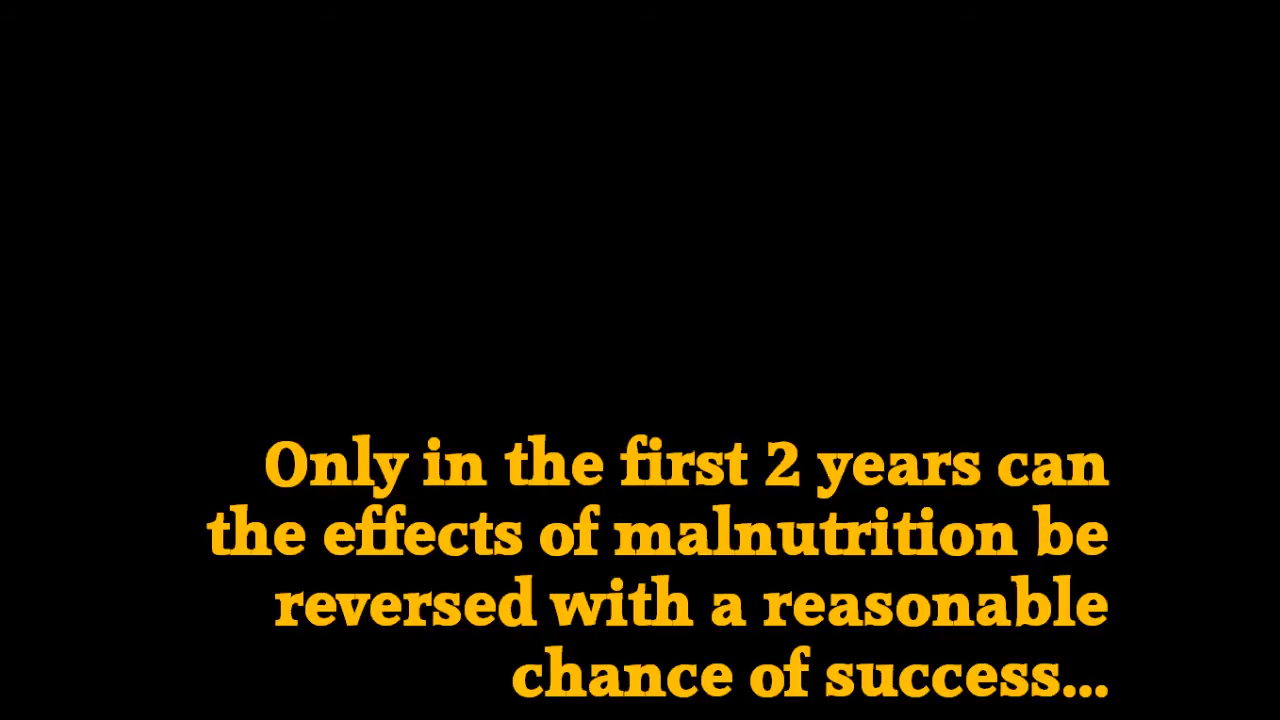 Only in the first 2 years can
the effects of malnutrition be
reversed with a reasonable
chance of success...